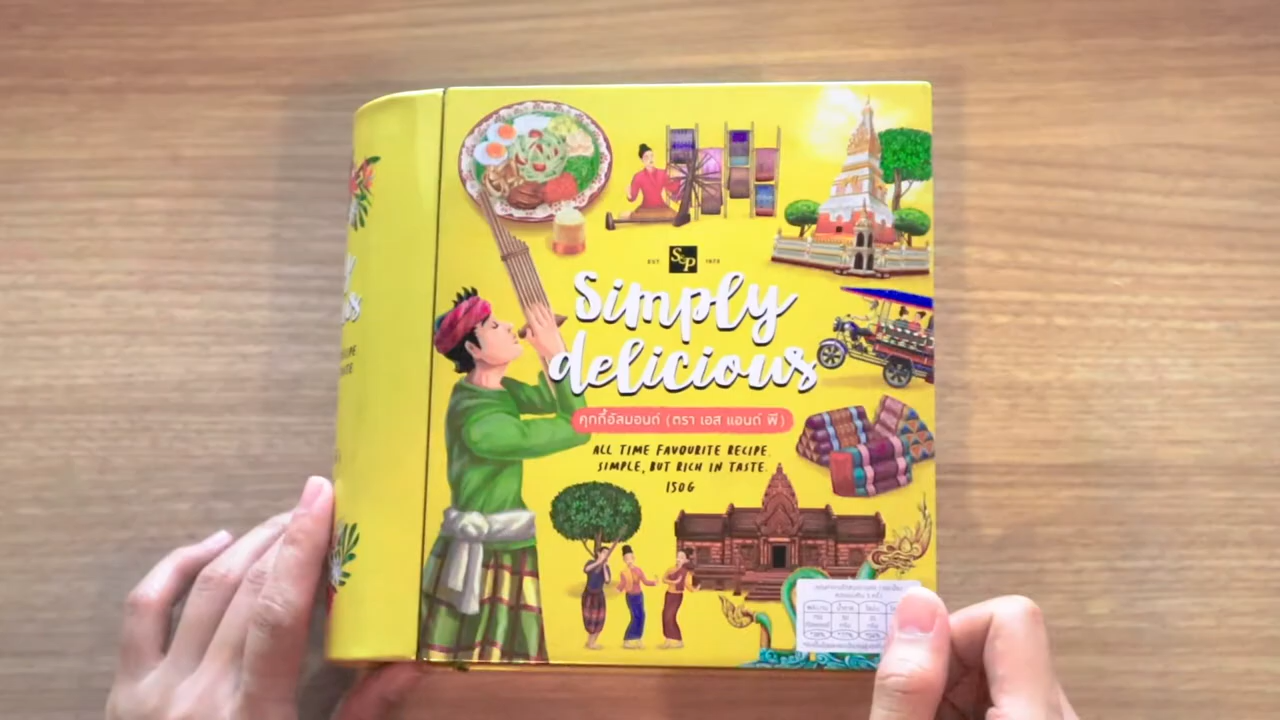 EST S&P 1973
Simply
delicious
คุกกี้อัลมอนด์ (ตรา เอส แอนด์ พี)
ALL TIME FAVOURITE RECIPE.
SIMPLE, BUT RICH IN TASTE.
150G